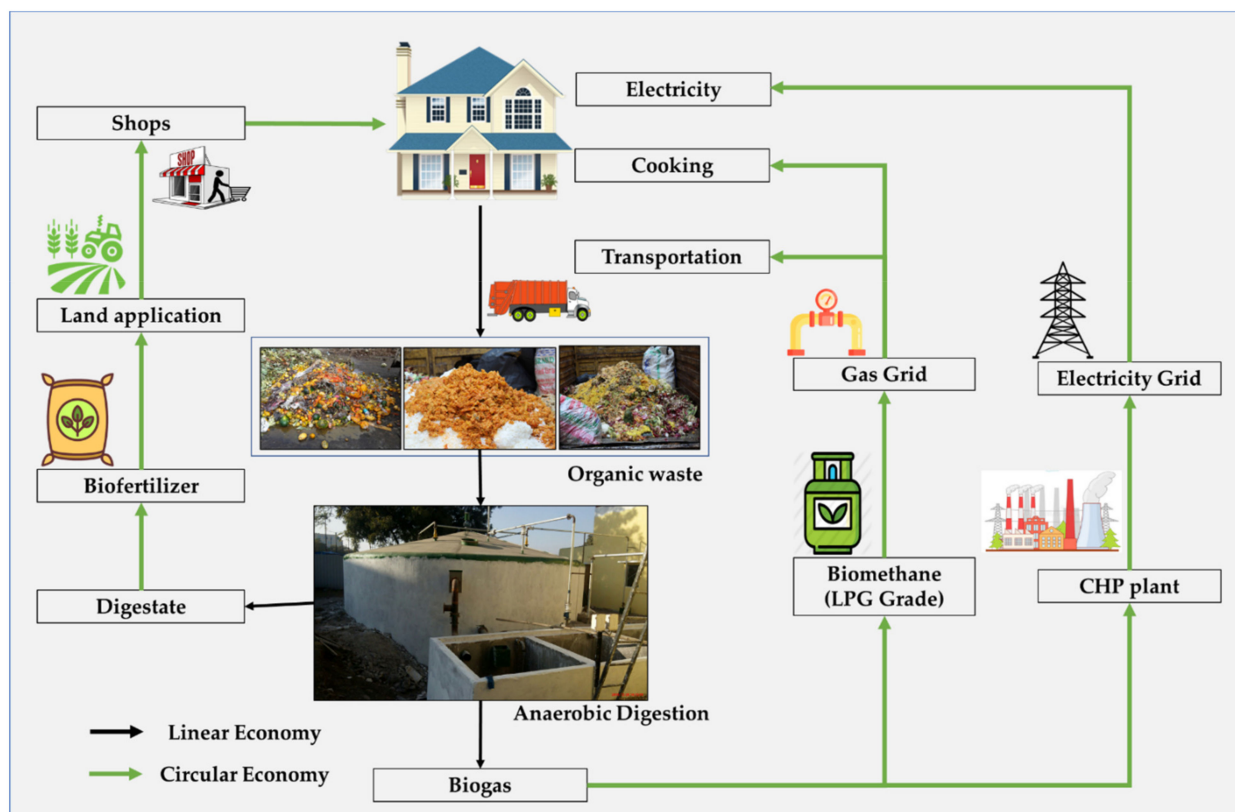 Electricity
Shops
SHOP
Cooking
Transportation
Land application
Gas Grid
Electricity Grid
Organic waste
Biofertilizer
Biomethane
(LPG Grade)
CHP plant
Digestate
Anaerobic Digestion
Linear Economy
Circular Economy
Biogas